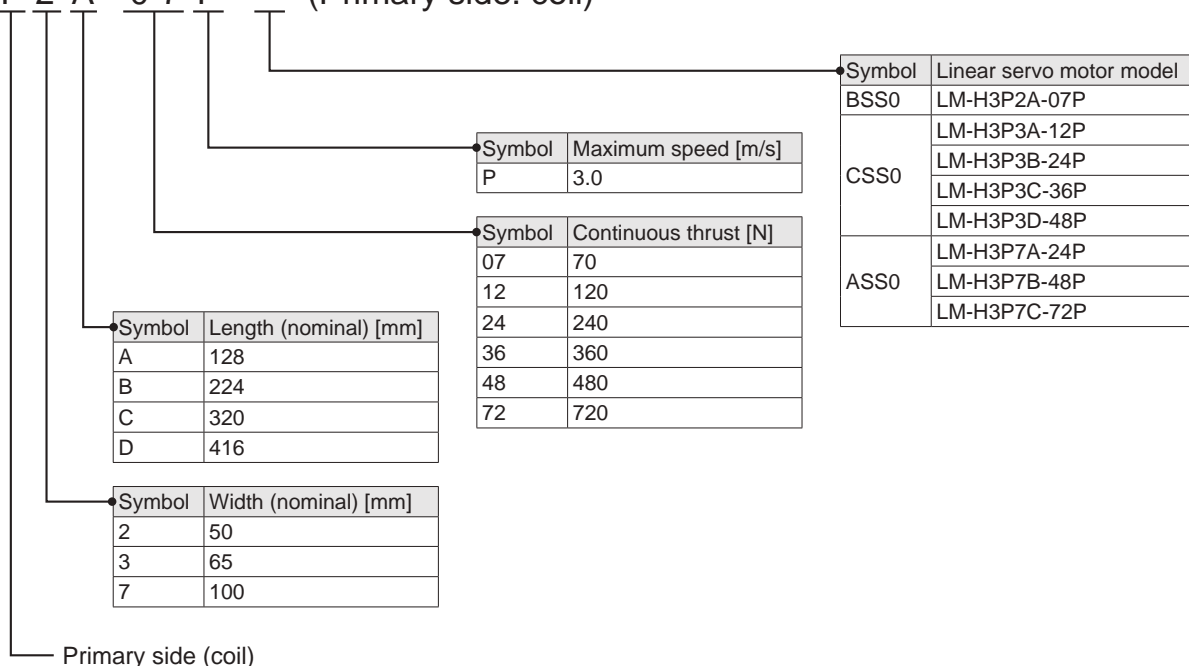 (Primary side: coil)
Symbol Linear servo motor model
BSS0 LM-H3P2A-07P
CSS0 LM-H3P3A-12P
LM-H3P3B-24P
LM-H3P3C-36P
LM-H3P3D-48P
ASS0 LM-H3P7A-24P
LM-H3P7B-48P
LM-H3P7C-72P
Symbol Maximum speed [m/s]
P 3.0
Symbol Continuous thrust [N]
07 70
12 120
24 240
36 360
48 480
72 720
Symbol Length (nominal) [mm]
A 128
B 224
C 320
D 416
Symbol Width (nominal) [mm]
2 50
3 65
7 100
Primary side (coil)